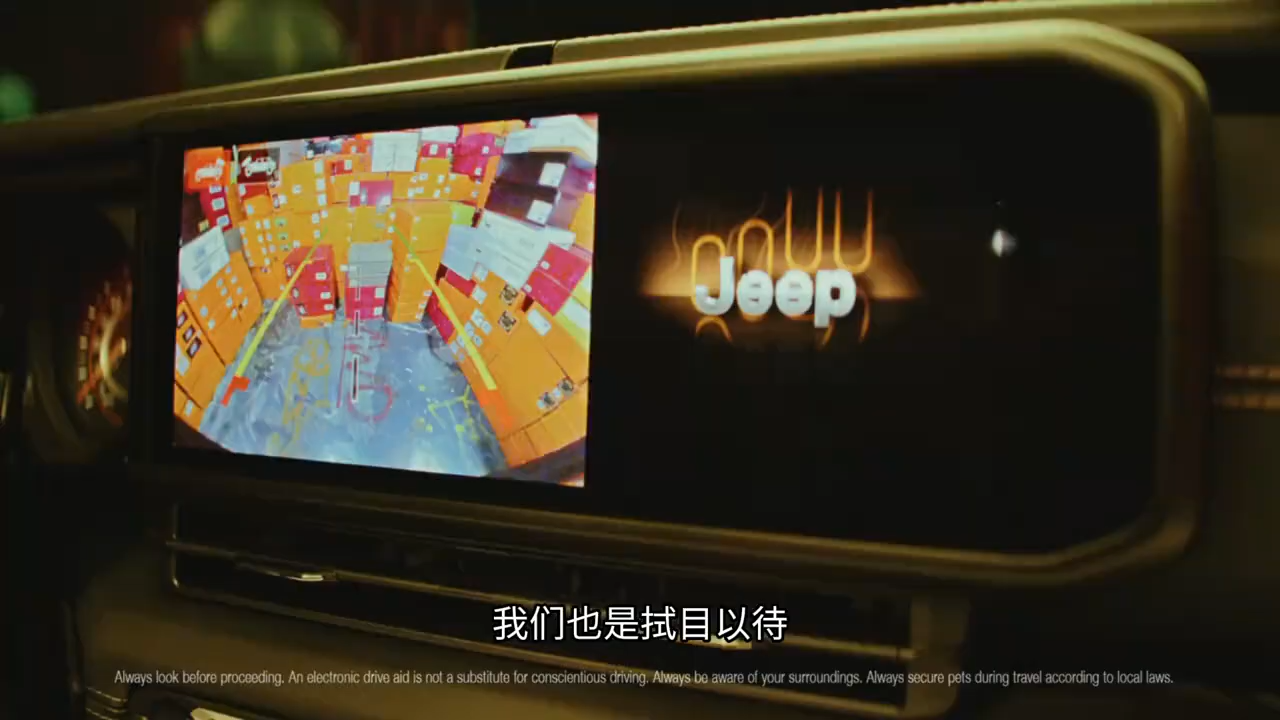 Jeep
我们也是拭目以待
Always look before proceeding. An electronic drive aid is not a substitute for conscientious driving. Always be aware of your surroundings. Always secure pets during travel according to local laws.